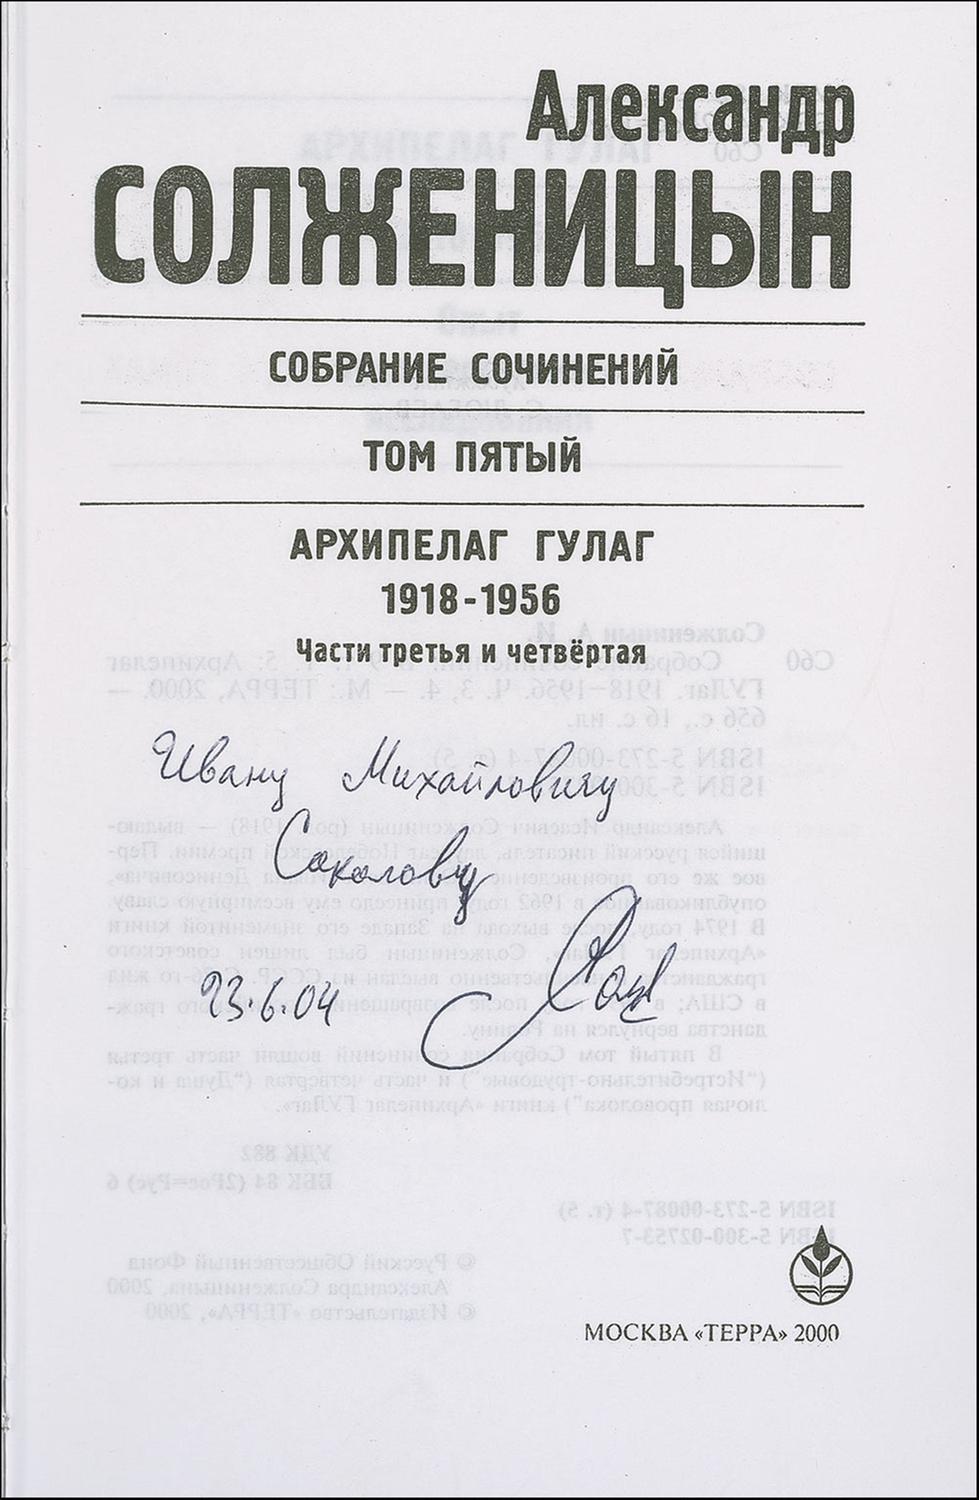 Александр
СОЛЖЕНИЦЫН
СОБРАНИЕ СОЧИНЕНИЙ
ТОМ ПЯТЫЙ
АРХИПЕЛАГ ГУЛАГ
1918-1956
Части третья и четвёртая
Ивану Михайловичу
Соколову
23.6.04
МОСКВА «ТЕРРА» 2000